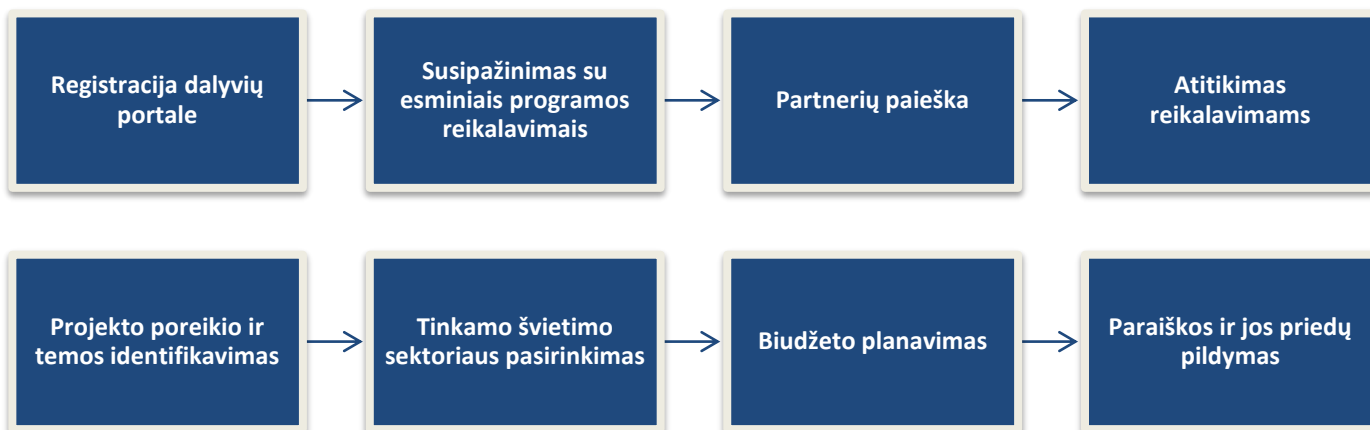 Registracija dalyvių
portale
Susipažinimas su
esminiais programos
reikalavimais
Partnerių paieška
Atitikimas
reikalavimams
Projekto poreikio ir
temos identifikavimas
Tinkamo švietimo
sektoriaus pasirinkimas
Biudžeto planavimas
Paraiškos ir jos priedų
pildymas